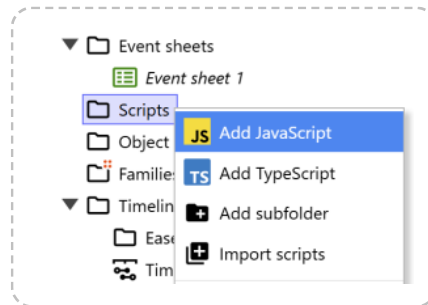 Event sheets
Event sheet 1
Scripts
JS Add JavaScript
Object
TS Add TypeScript
Families
Add subfolder
Timelin
Ease
Import scripts
Tim